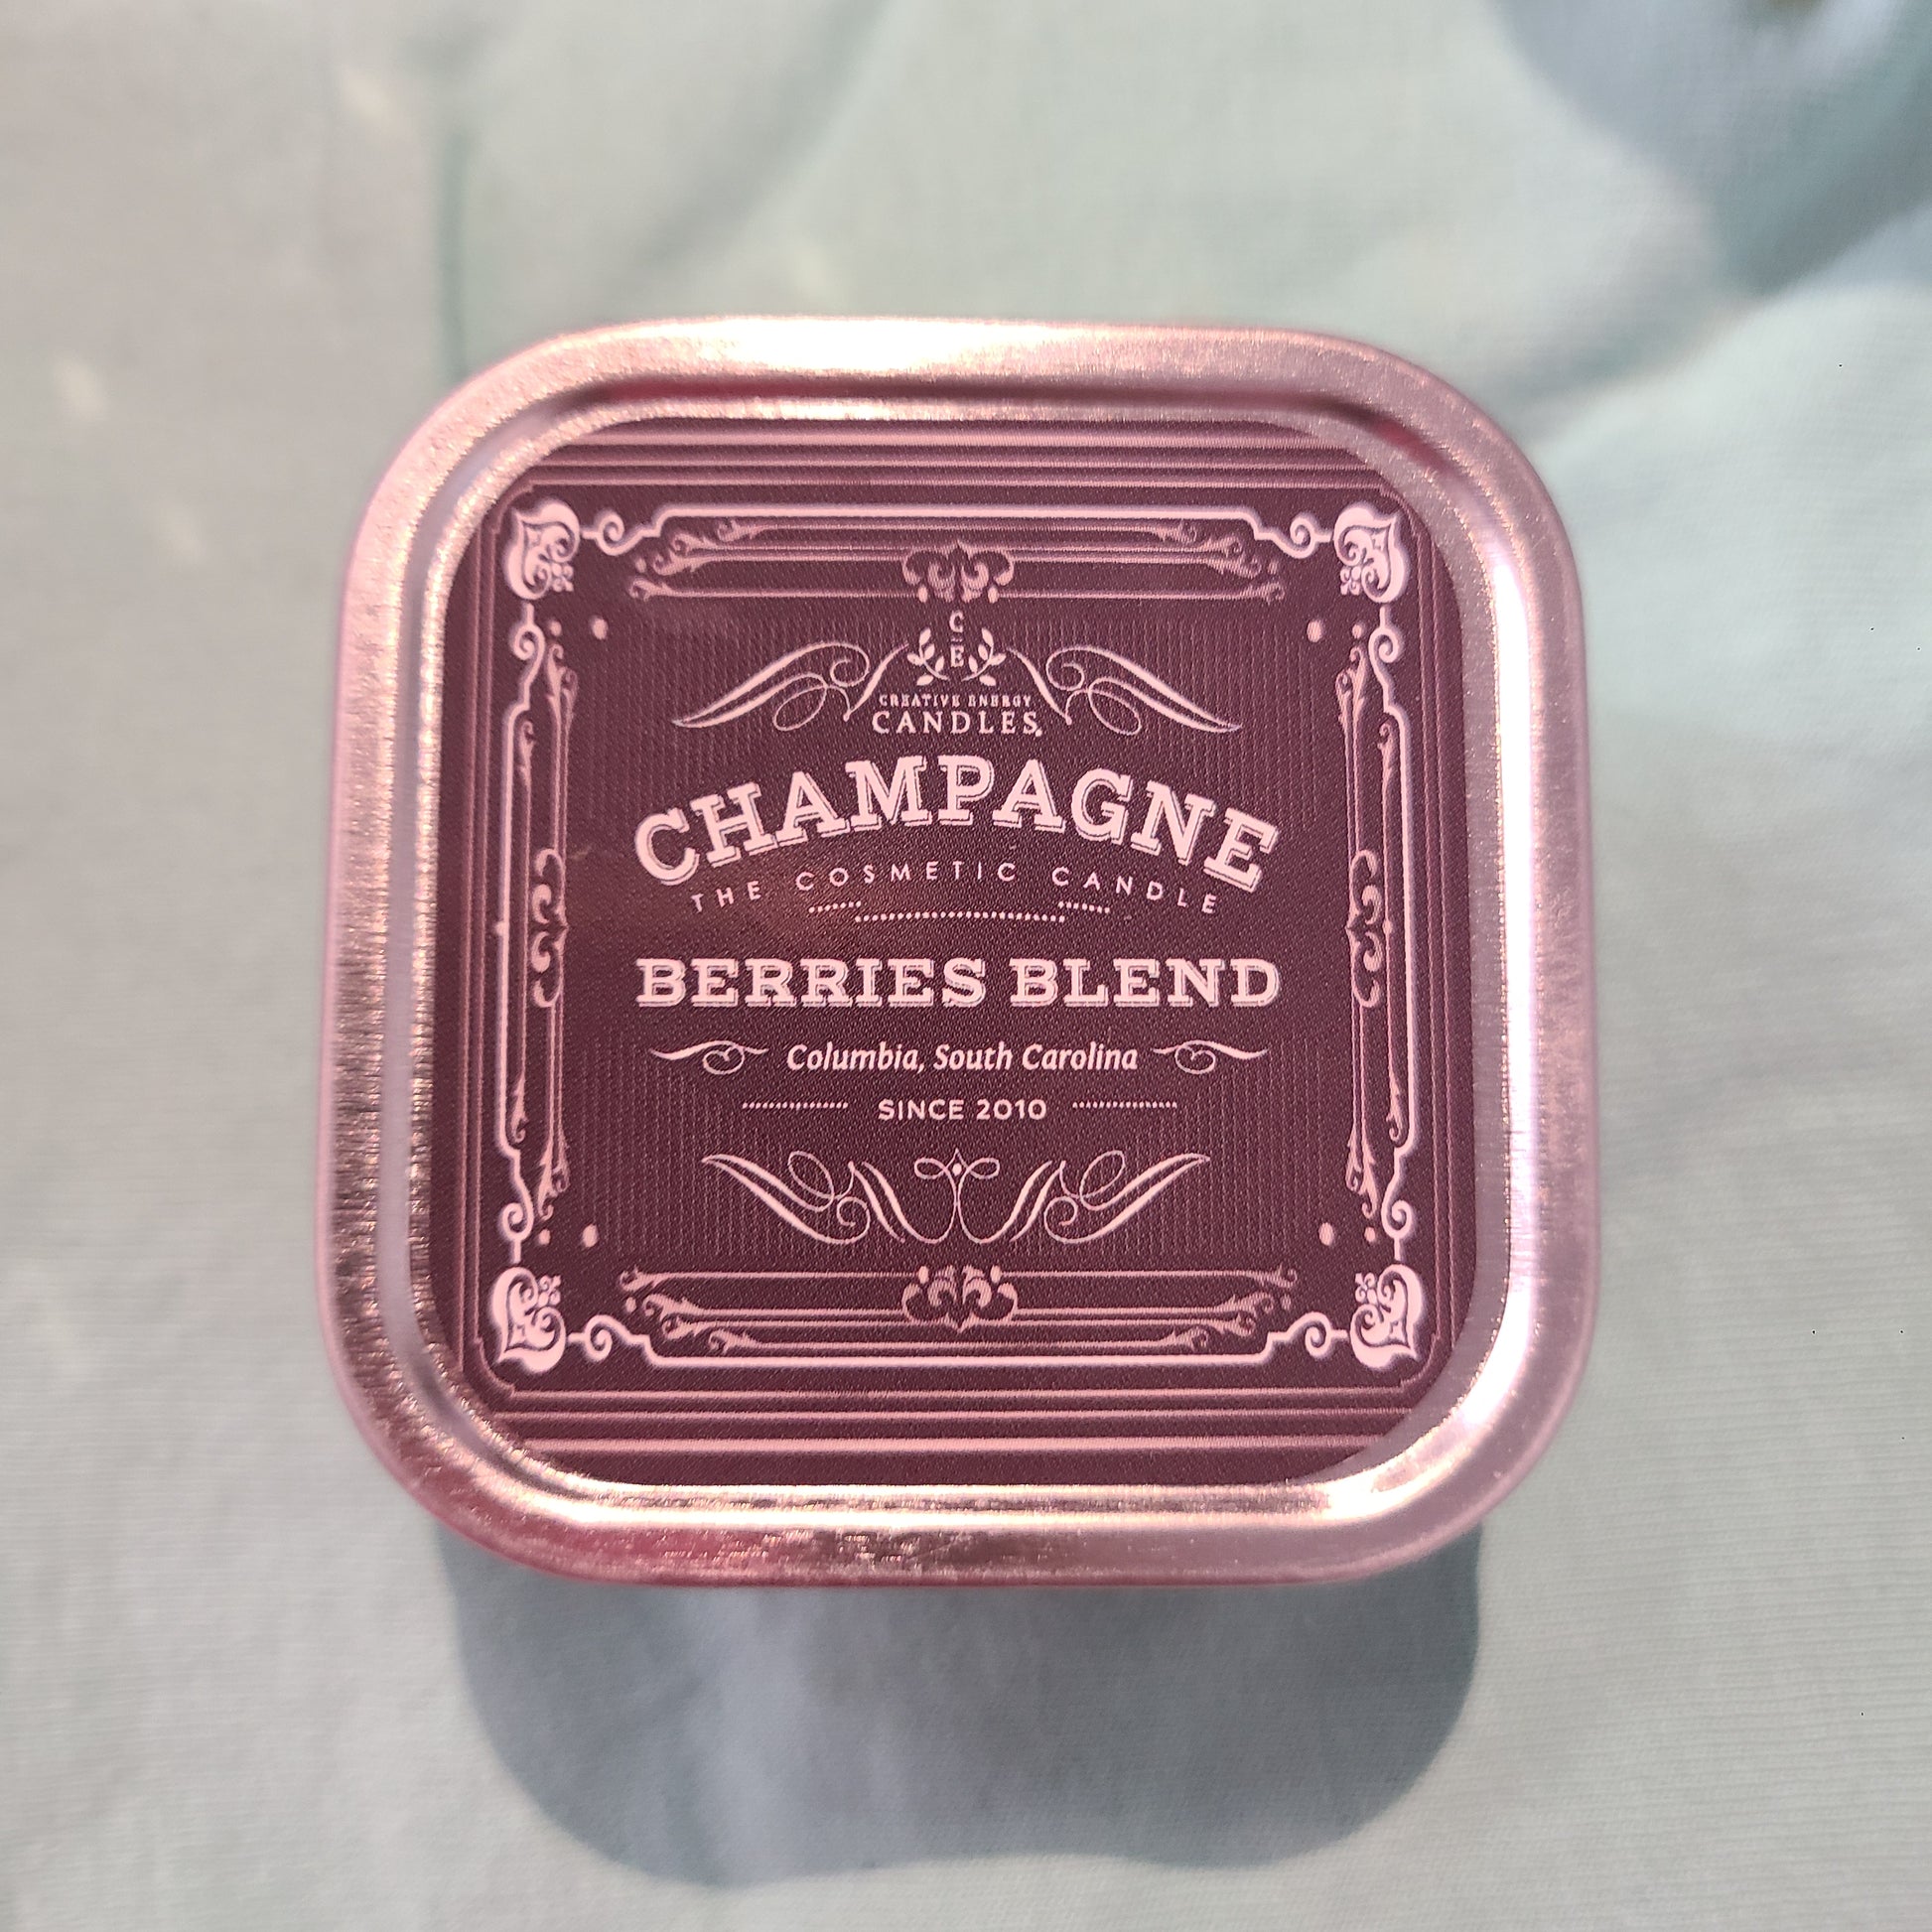 C
E
CREATIVE ENERGY
CANDLES
CHAMPAGNE
THE COSMETIC CANDLE
BERRIES BLEND
Columbia, South Carolina
SINCE 2010